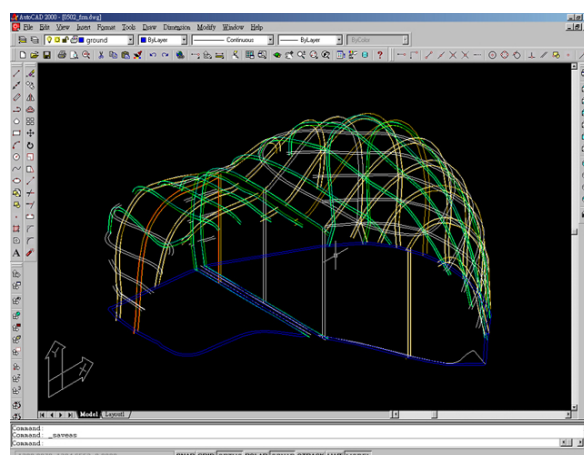 AutoCAD 2000 - [0502_fnn.dwg]
File Edit View Insert Format Tools Draw Dimension Modify Window Help
ground ByLayer Continuous ByLayer ByColor
Y X
Model Layout1
Command:
Command: _saveas
Command: